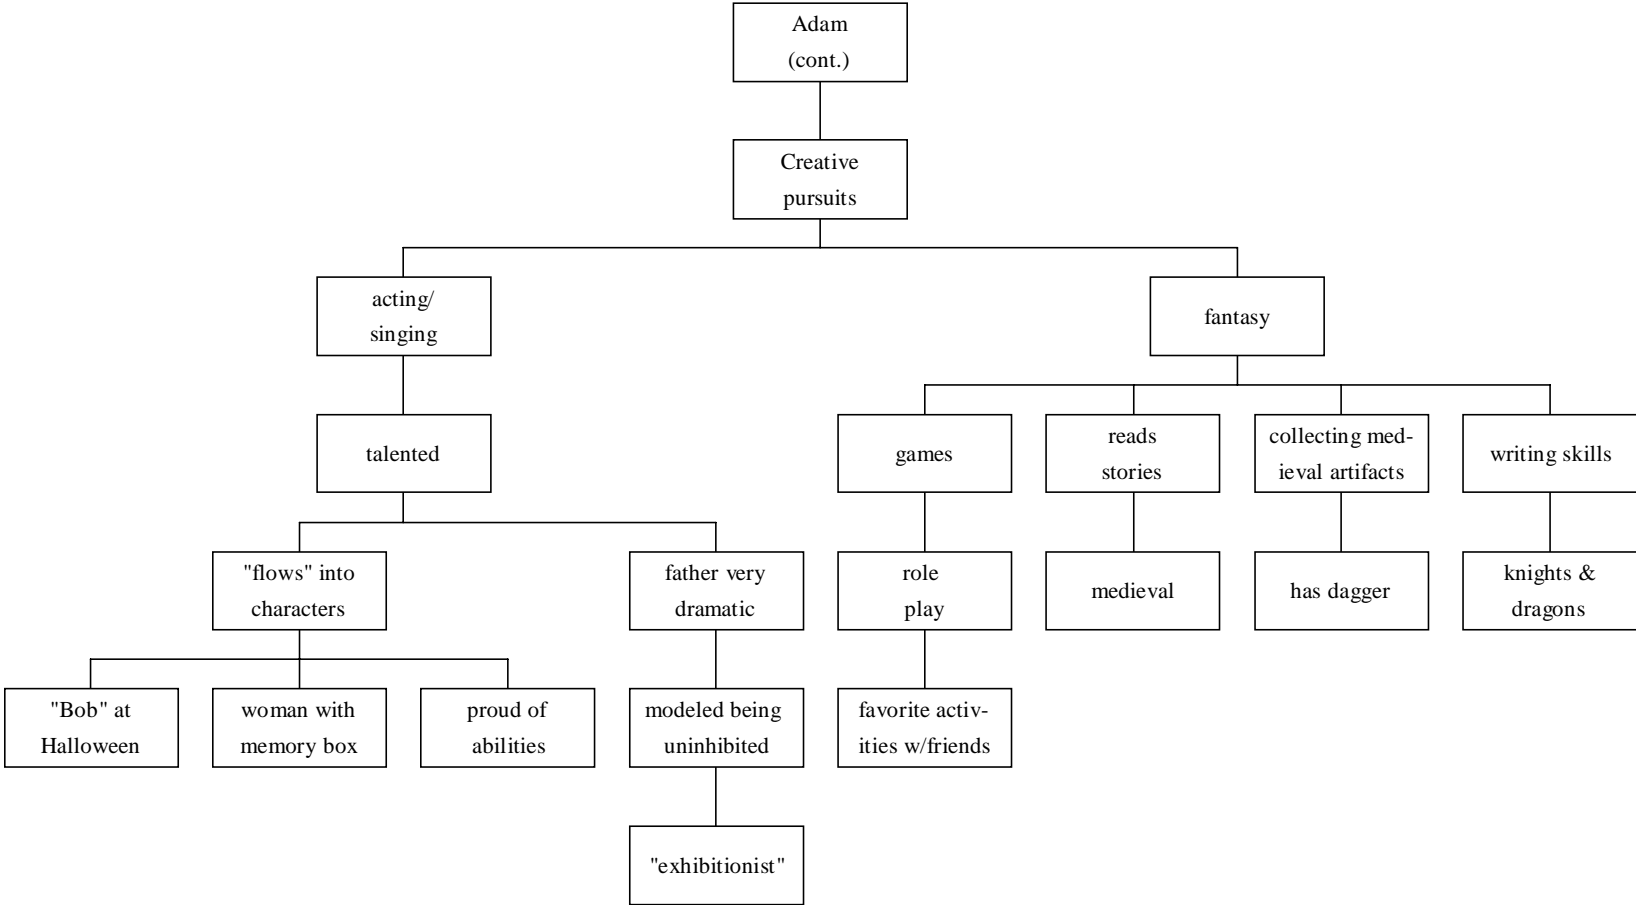 Adam
(cont.)
Creative
pursuits
acting/
singing
fantasy
talented
games
reads
stories
collecting med-
ieval artifacts
writing skills
"flows" into
characters
father very
dramatic
role
play
medieval
has dagger
knights &
dragons
"Bob" at
Halloween
woman with
memory box
proud of
abilities
modeled being
uninhibited
favorite activ-
ities w/friends
"exhibitionist"